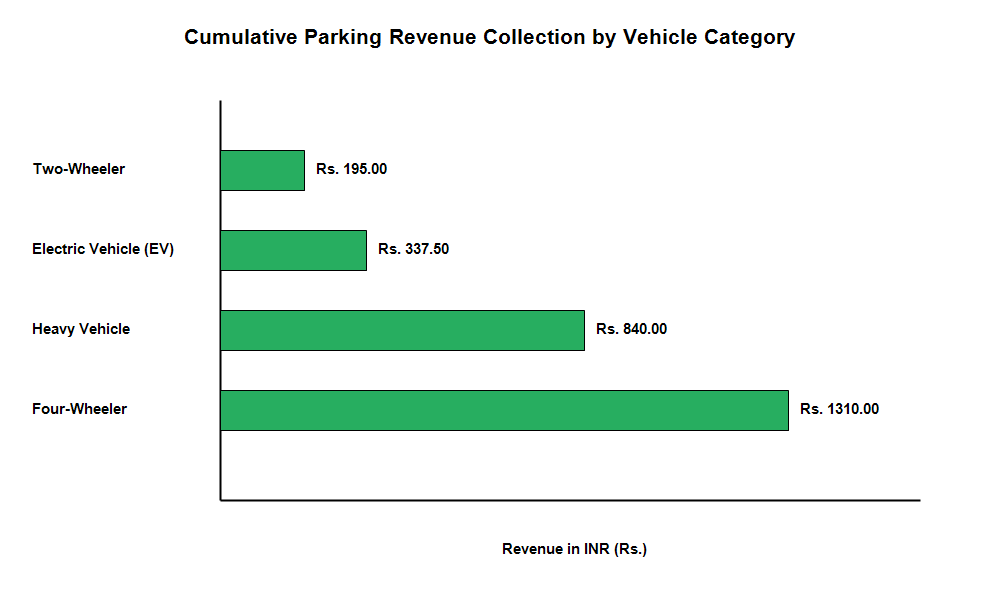 Cumulative Parking Revenue Collection by Vehicle Category
Two-Wheeler Rs. 195.00
Electric Vehicle (EV) Rs. 337.50
Heavy Vehicle Rs. 840.00
Four-Wheeler Rs. 1310.00
Revenue in INR (Rs.)